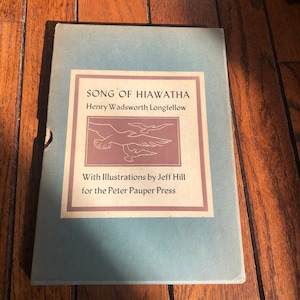 SONG OF HIAWATHA
Henry Wadsworth Longfellow
With Illustrations by Jeff Hill
for the Peter Pauper Press